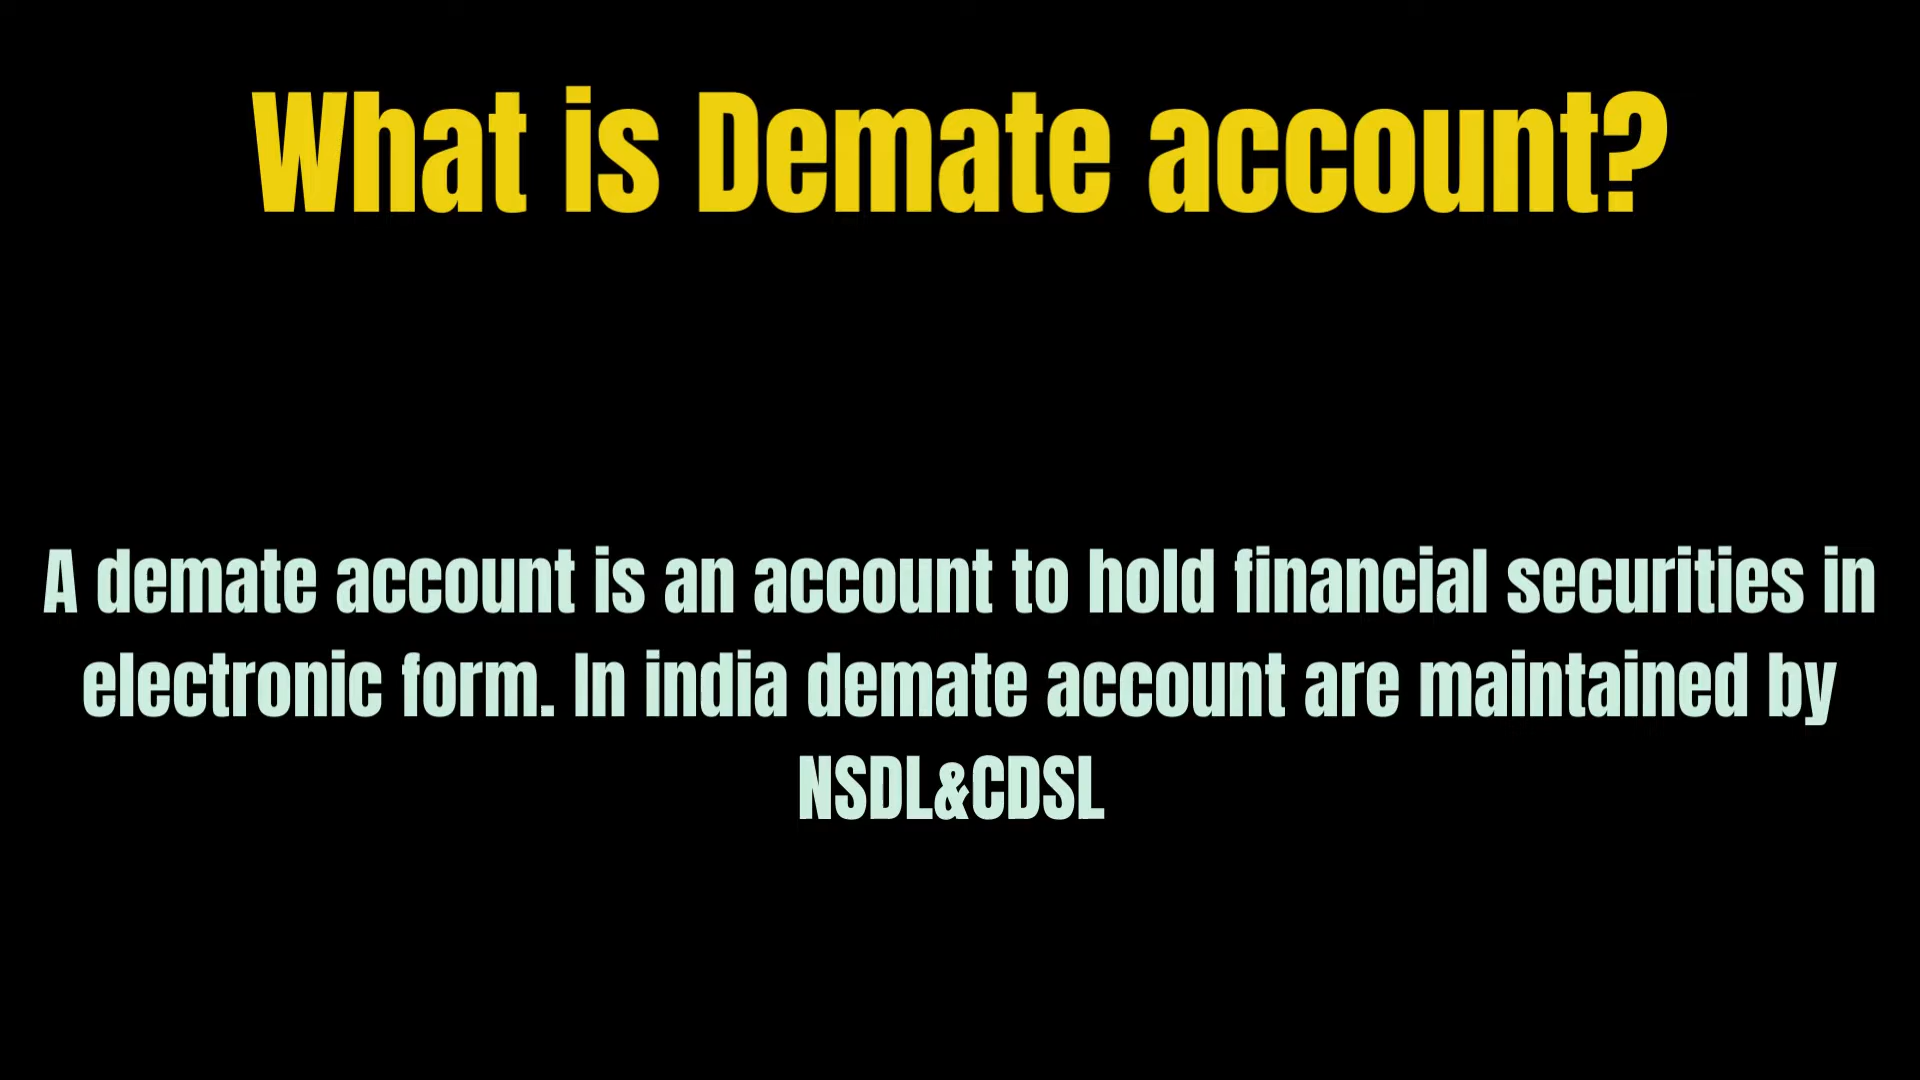 What is Demate account?
A demate account is an account to hold financial securities in
electronic form. In india demate account are maintained by
NSDL&CDSL